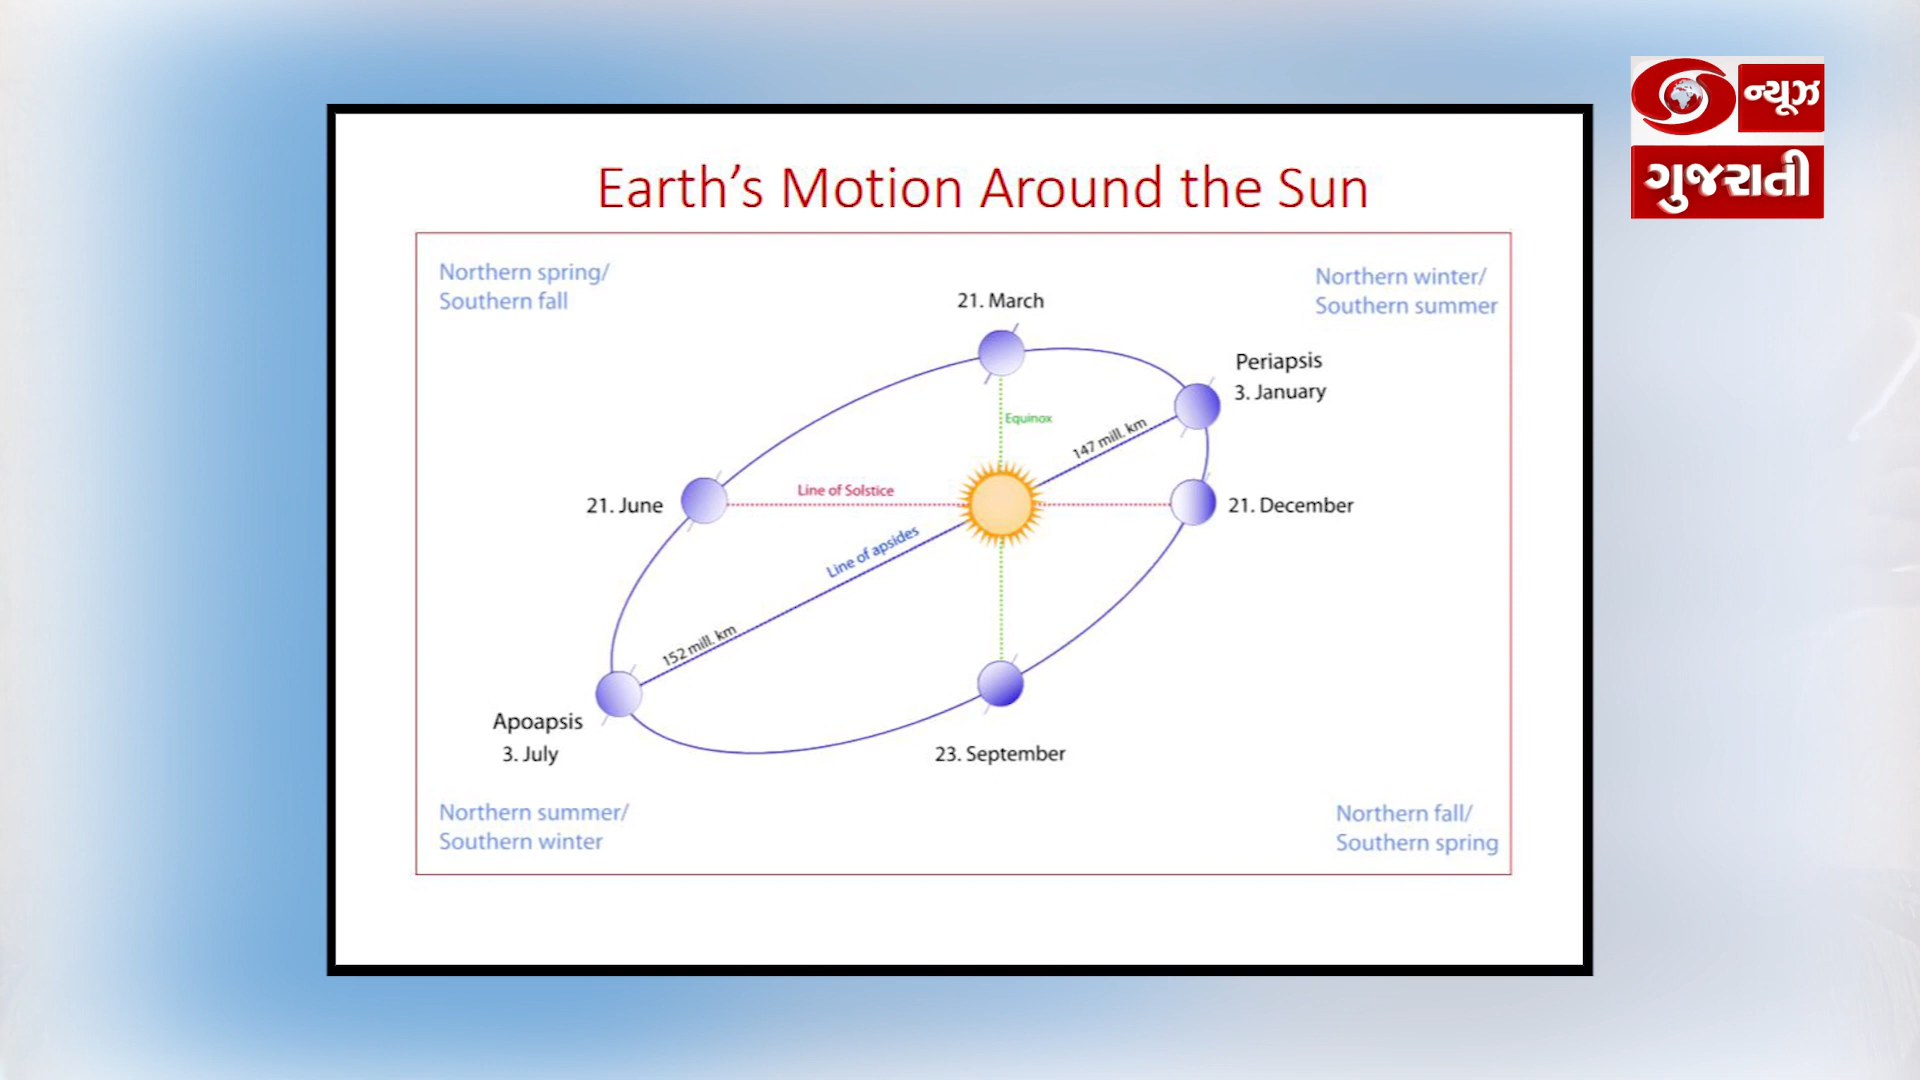 ન્યૂઝ
ગુજરાતી
Earth's Motion Around the Sun
Northern spring/
Southern fall
21. March
Northern winter/
Southern summer
Periapsis
3. January
Equinox
147 mill. km
21. June
Line of Solstice
21. December
Line of apsides
152 mill. km
Apoapsis
3. July
23. September
Northern summer/
Southern winter
Northern fall/
Southern spring